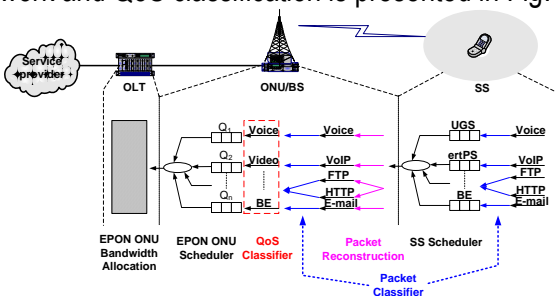 work and QoS classification is presented in Fig.
Service
provider
OLT
ONU/BS
SS
Q1
Voice
Voice
UGS
Voice
Q2
Video
VoIP
ertPS
VoIP
FTP
FTP
HTTP
HTTP
Qn
BE
E-mail
BE
E-mail
EPON ONU
Bandwidth
Allocation
EPON ONU
Scheduler
QoS
Classifier
Packet
Reconstruction
SS Scheduler
Packet
Classifier